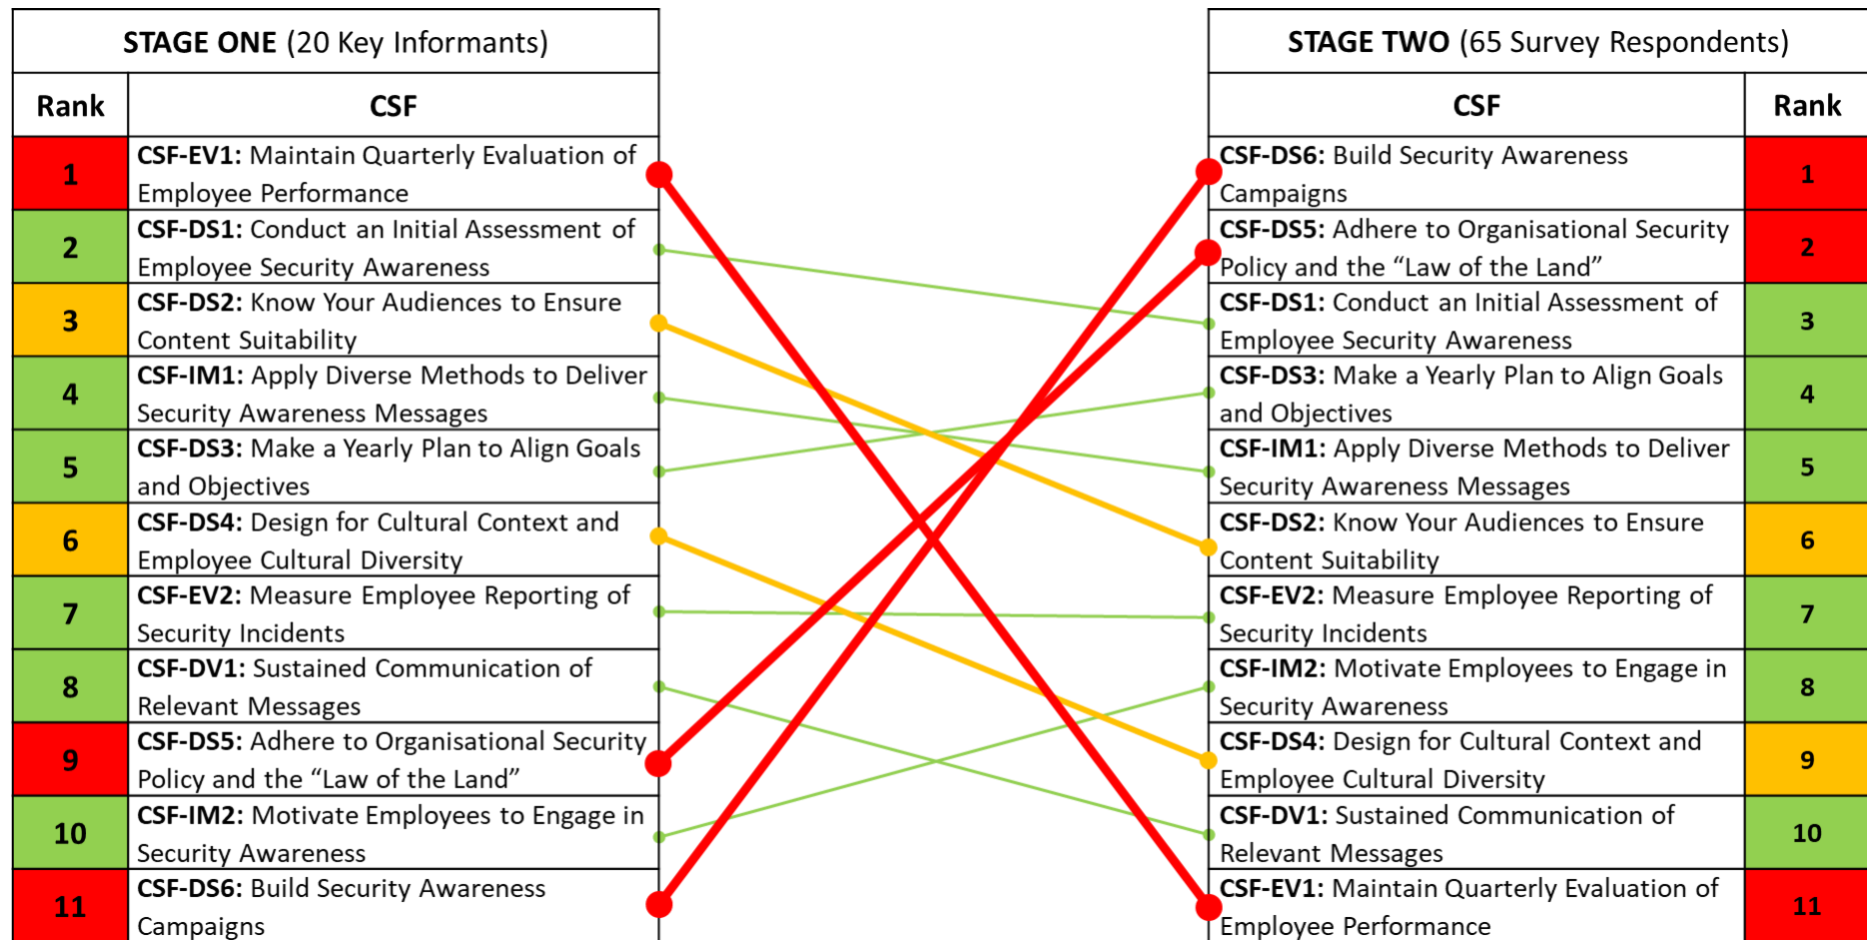 STAGE ONE (20 Key Informants)
Rank CSF
1 CSF-EV1: Maintain Quarterly Evaluation of
Employee Performance
2 CSF-DS1: Conduct an Initial Assessment of
Employee Security Awareness
3 CSF-DS2: Know Your Audiences to Ensure
Content Suitability
4 CSF-IM1: Apply Diverse Methods to Deliver
Security Awareness Messages
5 CSF-DS3: Make a Yearly Plan to Align Goals
and Objectives
6 CSF-DS4: Design for Cultural Context and
Employee Cultural Diversity
7 CSF-EV2: Measure Employee Reporting of
Security Incidents
8 CSF-DV1: Sustained Communication of
Relevant Messages
9 CSF-DS5: Adhere to Organisational Security
Policy and the “Law of the Land”
10 CSF-IM2: Motivate Employees to Engage in
Security Awareness
11 CSF-DS6: Build Security Awareness
Campaigns
STAGE TWO (65 Survey Respondents)
CSF Rank
CSF-DS6: Build Security Awareness
Campaigns 1
CSF-DS5: Adhere to Organisational Security
Policy and the “Law of the Land” 2
CSF-DS1: Conduct an Initial Assessment of
Employee Security Awareness 3
CSF-DS3: Make a Yearly Plan to Align Goals
and Objectives 4
CSF-IM1: Apply Diverse Methods to Deliver
Security Awareness Messages 5
CSF-DS2: Know Your Audiences to Ensure
Content Suitability 6
CSF-EV2: Measure Employee Reporting of
Security Incidents 7
CSF-IM2: Motivate Employees to Engage in
Security Awareness 8
CSF-DS4: Design for Cultural Context and
Employee Cultural Diversity 9
CSF-DV1: Sustained Communication of
Relevant Messages 10
CSF-EV1: Maintain Quarterly Evaluation of
Employee Performance 11